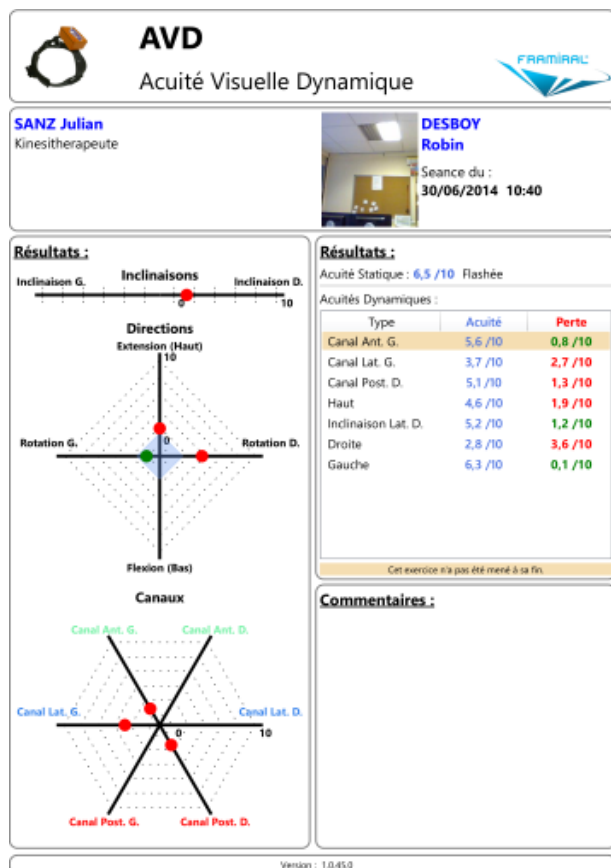 AVD
FRAMIRAL
Acuité Visuelle Dynamique
SANZ Julian
Kinesitherapeute
DESBOY
Robin
Seance du :
30/06/2014 10:40
Résultats :
Inclinaisons
Inclinaison G.
Inclinaison D.
0
10
Directions
Extension (Haut)
10
0
Rotation G.
Rotation D.
Flexion (Bas)
Canaux
Canal Ant. G.
Canal Ant. D.
Canal Lat. G.
Canal Lat. D.
0
10
Canal Post. G.
Canal Post. D.
Résultats :
Acuité Statique : 6,5 /10 Flashée
Acuités Dynamiques :
Type Acuité Perte
Canal Ant. G. 5,6 /10 0,8 /10
Canal Lat. G. 3,7 /10 2,7 /10
Canal Post. D. 5,1 /10 1,3 /10
Haut 4,6 /10 1,9 /10
Inclinaison Lat. D. 5,2 /10 1,2 /10
Droite 2,8 /10 3,6 /10
Gauche 6,3 /10 0,1 /10
Cet exercice n'a pas été mené à sa fin.
Commentaires :
Version : 1.0.45.0